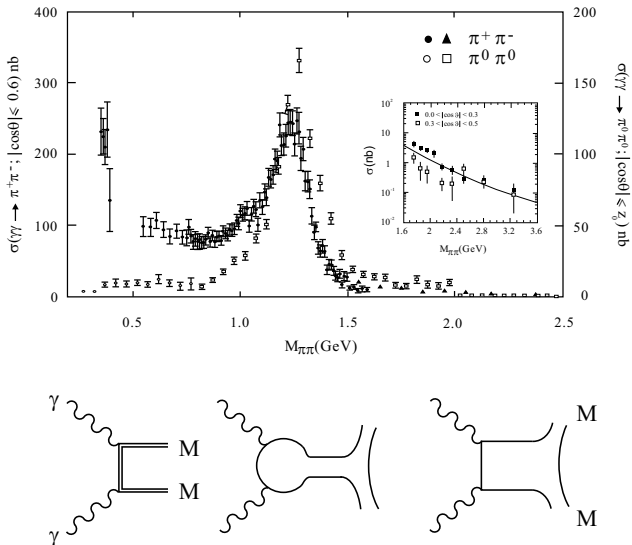 400
300
200
100
0
σ(γγ → π⁺π⁻; |cosθ| ⩽ 0.6) nb
π⁺ π⁻
π⁰ π⁰
200
150
100
50
0
σ(γγ → π⁰π⁰; |cosθ| ⩽ z₀) nb
0.0 < |cos ϑ| < 0.3
0.3 < |cos ϑ| < 0.5
10²
10
1
10⁻¹
10⁻²
σ(nb)
1.6 2.0 2.4 2.8 3.2 3.6
Mππ(GeV)
0.5 1.0 1.5 2.0 2.5
Mππ(GeV)
γ
M
M
γ
M
M